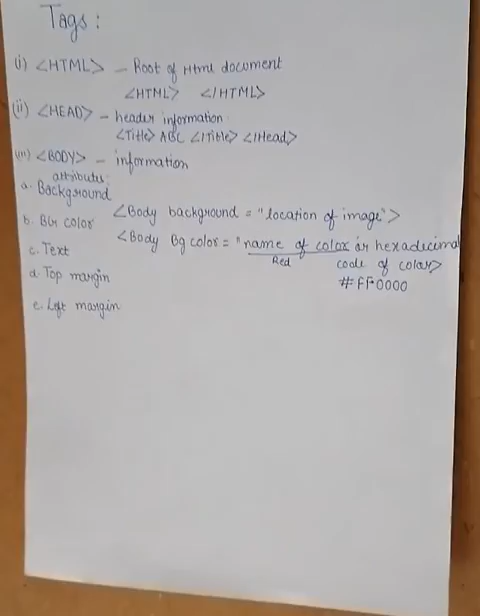 Tags :
(i) <HTML> – Root of Html document
<HTML> </HTML>
(ii) <HEAD> – header information
<Title> ABC </Title> </Head>
(iii) <BODY> – information
attributes:
a. Background
<Body background = "location of image">
b. BG color
<Body Bg color = "name of color or hexadecimal
Red code of color>
#FF0000
c. Text
d. Top margin
e. Left margin